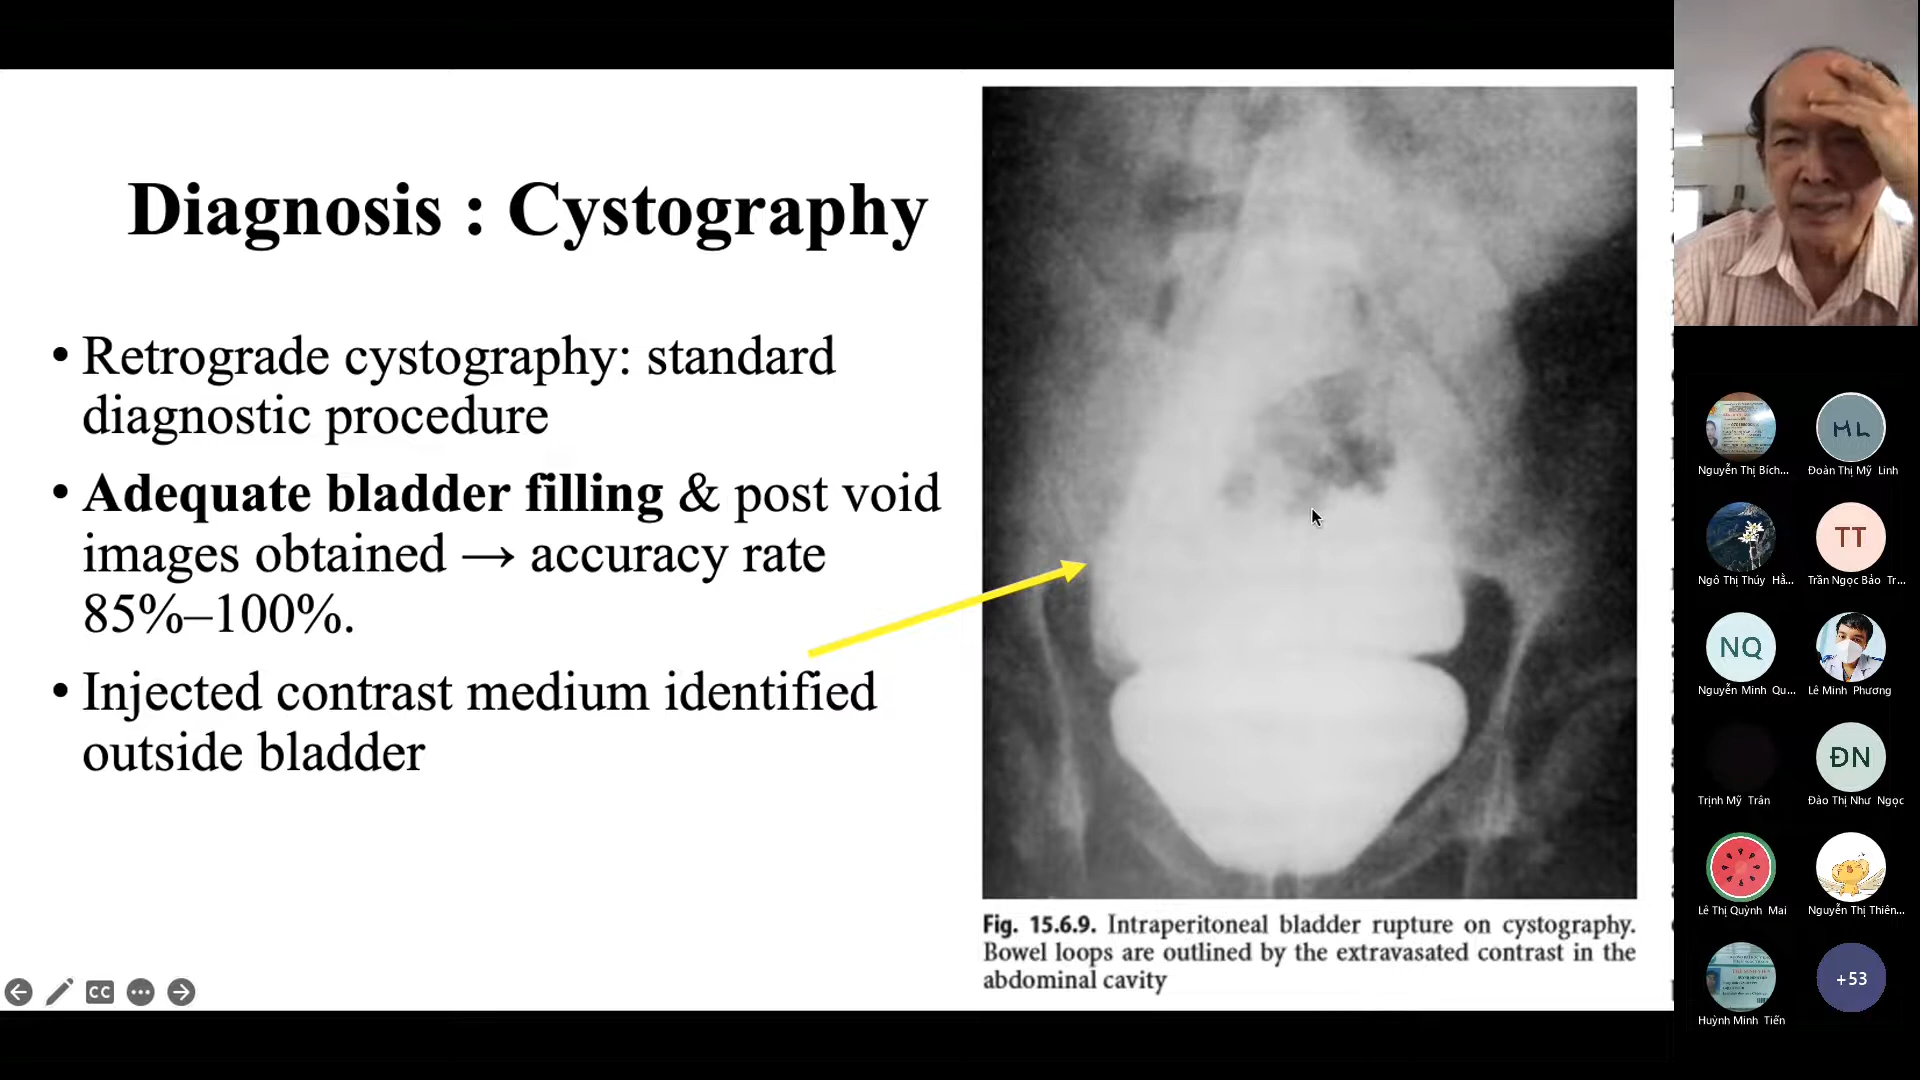 Diagnosis : Cystography
• Retrograde cystography: standard
diagnostic procedure
• Adequate bladder filling & post void
images obtained → accuracy rate
85%–100%.
• Injected contrast medium identified
outside bladder
Fig. 15.6.9. Intraperitoneal bladder rupture on cystography.
Bowel loops are outlined by the extravasated contrast in the
abdominal cavity
CC
ML
Nguyễn Thị Bích...
Đoàn Thị Mỹ Linh
TT
Ngô Thị Thúy Hằ...
Trần Ngọc Bảo Tr...
NQ
Nguyễn Minh Qu...
Lê Minh Phương
ĐN
Trịnh Mỹ Trân
Đào Thị Như Ngọc
Lê Thị Quỳnh Mai
Nguyễn Thị Thiên...
+53
Huỳnh Minh Tiến